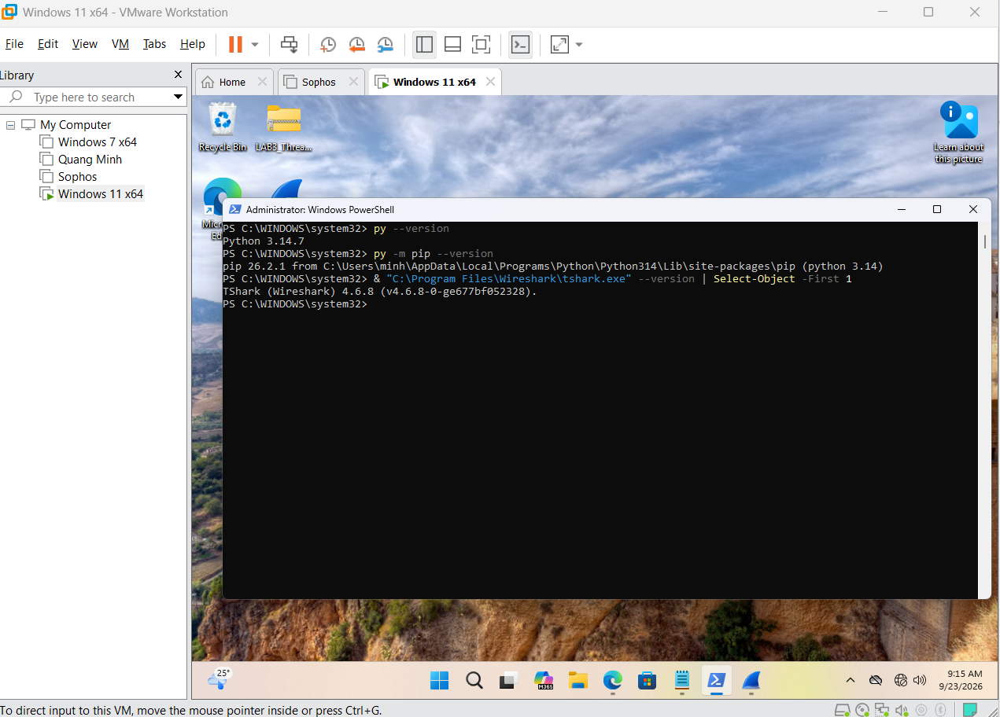 Windows 11 x64 - VMware Workstation
File Edit View VM Tabs Help
Library
Type here to search
My Computer
Windows 7 x64
Quang Minh
Sophos
Windows 11 x64
Home Sophos Windows 11 x64
Recycle Bin LAB3_Threa...
Learn about
this picture
Administrator: Windows PowerShell
PS C:\WINDOWS\system32> py --version
Python 3.14.7
PS C:\WINDOWS\system32> py -m pip --version
pip 26.2.1 from C:\Users\minh\AppData\Local\Programs\Python\Python314\Lib\site-packages\pip (python 3.14)
PS C:\WINDOWS\system32> & "C:\Program Files\Wireshark\tshark.exe" --version | Select-Object -First 1
TShark (Wireshark) 4.6.8 (v4.6.8-0-ge677bf052328).
PS C:\WINDOWS\system32>
25°
M365
9:15 AM
9/23/2026
To direct input to this VM, move the mouse pointer inside or press Ctrl+G.